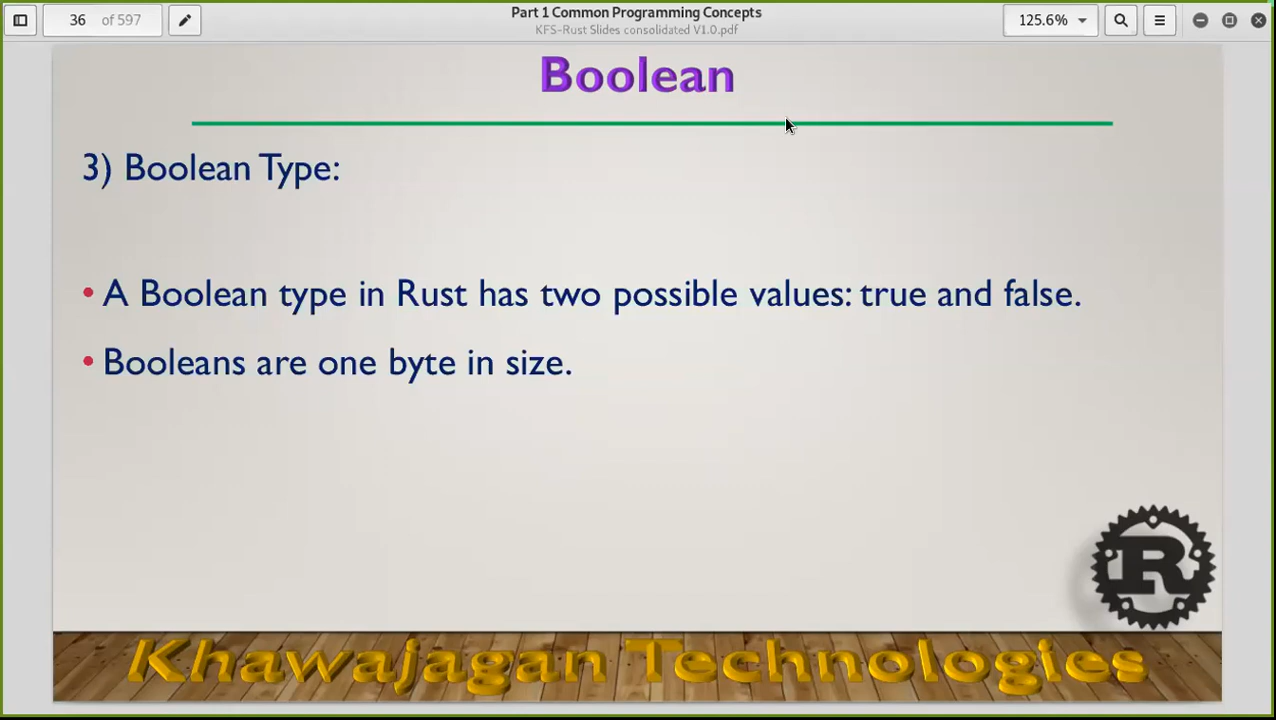 36 of 597
Part 1 Common Programming Concepts
KFS-Rust Slides consolidated V1.0.pdf
125.6%
Boolean
3) Boolean Type:
• A Boolean type in Rust has two possible values: true and false.
• Booleans are one byte in size.
R
Khawajagan Technologies